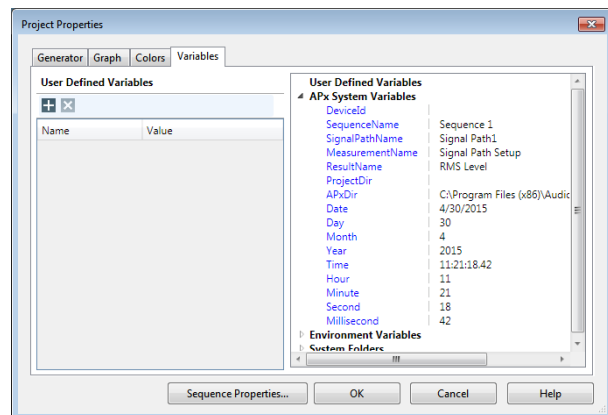 Project Properties
Generator Graph Colors Variables
User Defined Variables
Name Value
User Defined Variables
APx System Variables
DeviceId
SequenceName Sequence 1
SignalPathName Signal Path1
MeasurementName Signal Path Setup
ResultName RMS Level
ProjectDir
APxDir C:\Program Files (x86)\Audic
Date 4/30/2015
Day 30
Month 4
Year 2015
Time 11:21:18.42
Hour 11
Minute 21
Second 18
Millisecond 42
Environment Variables
System Folders
Sequence Properties... OK Cancel Help